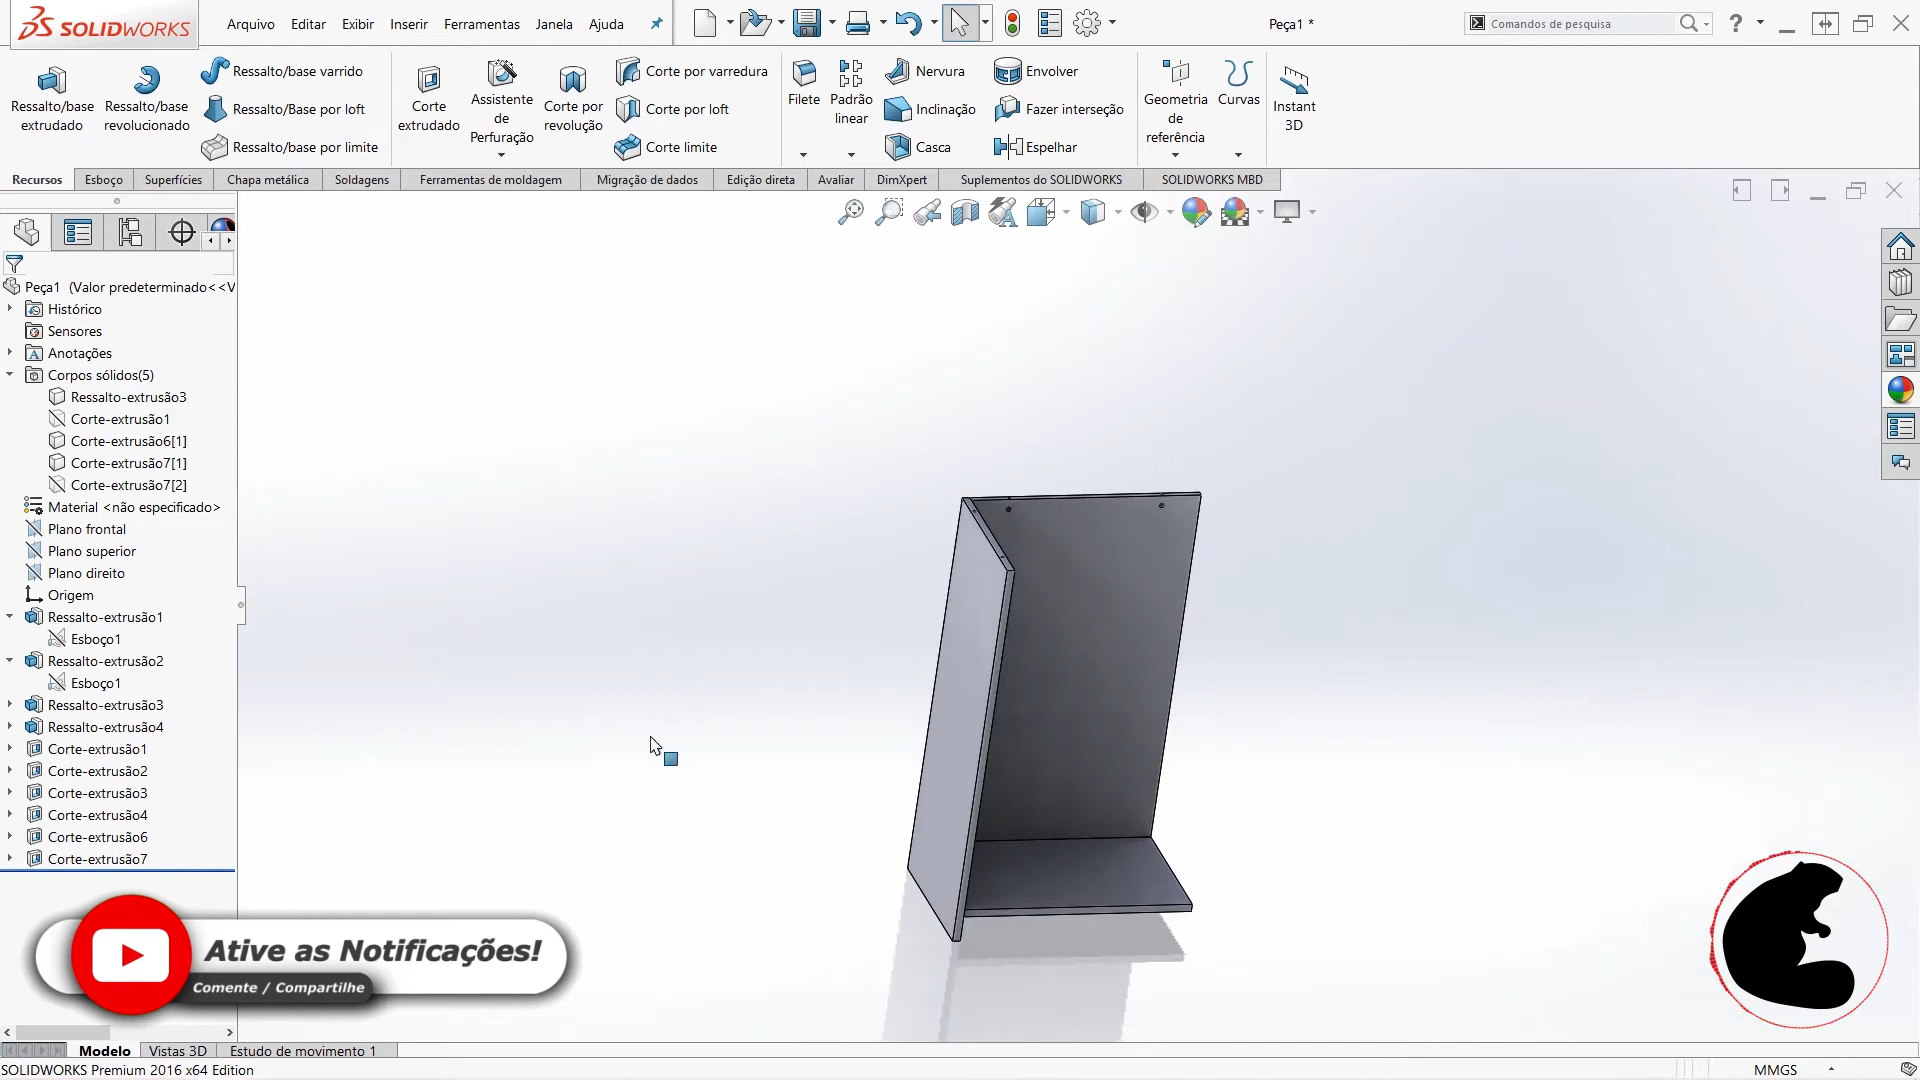 SOLIDWORKS
Arquivo
Editar
Exibir
Inserir
Ferramentas
Janela
Ajuda
Peça1 *
Comandos de pesquisa
?
Ressalto/base extrudado
Ressalto/base revolucionado
Ressalto/base varrido
Ressalto/Base por loft
Ressalto/base por limite
Corte extrudado
Assistente de Perfuração
Corte por revolução
Corte por varredura
Corte por loft
Corte limite
Filete
Padrão linear
Nervura
Inclinação
Casca
Envolver
Fazer interseção
Espelhar
Geometria de referência
Curvas
Instant 3D
Recursos
Esboço
Superfícies
Chapa metálica
Soldagens
Ferramentas de moldagem
Migração de dados
Edição direta
Avaliar
DimXpert
Suplementos do SOLIDWORKS
SOLIDWORKS MBD
Peça1 (Valor predeterminado<<V
Histórico
Sensores
Anotações
Corpos sólidos(5)
Ressalto-extrusão3
Corte-extrusão1
Corte-extrusão6[1]
Corte-extrusão7[1]
Corte-extrusão7[2]
Material <não especificado>
Plano frontal
Plano superior
Plano direito
Origem
Ressalto-extrusão1
Esboço1
Ressalto-extrusão2
Esboço1
Ressalto-extrusão3
Ressalto-extrusão4
Corte-extrusão1
Corte-extrusão2
Corte-extrusão3
Corte-extrusão4
Corte-extrusão6
Corte-extrusão7
Ative as Notificações!
Comente / Compartilhe
Modelo
Vistas 3D
Estudo de movimento 1
SOLIDWORKS Premium 2016 x64 Edition
MMGS